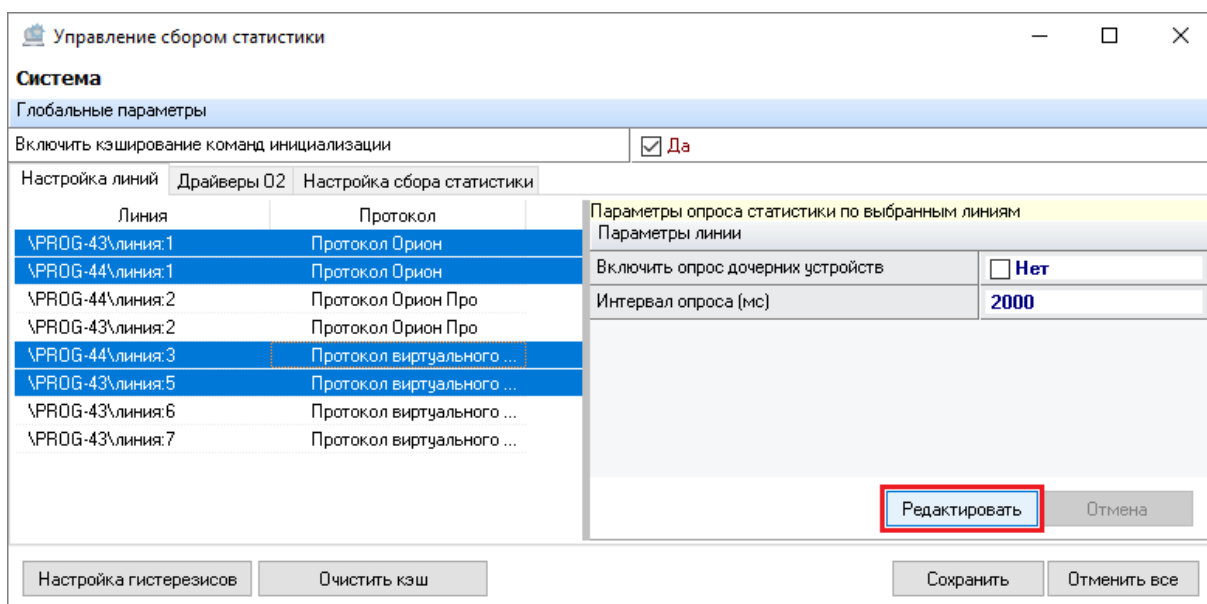 Управление сбором статистики
Система
Глобальные параметры
Включить кэширование команд инициализации Да
Настройка линий Драйверы О2 Настройка сбора статистики
Линия Протокол
\PROG-43\линия:1 Протокол Орион
\PROG-44\линия:1 Протокол Орион
\PROG-44\линия:2 Протокол Орион Про
\PROG-43\линия:2 Протокол Орион Про
\PROG-44\линия:3 Протокол виртуального ...
\PROG-43\линия:5 Протокол виртуального ...
\PROG-43\линия:6 Протокол виртуального ...
\PROG-43\линия:7 Протокол виртуального ...
Параметры опроса статистики по выбранным линиям
Параметры линии
Включить опрос дочерних устройств Нет
Интервал опроса (мс) 2000
Редактировать Отмена
Настройка гистерезисов Очистить кэш Сохранить Отменить все